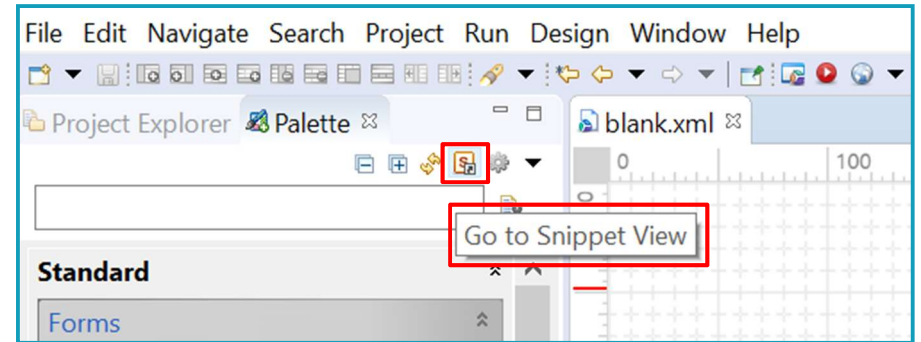 File Edit Navigate Search Project Run Design Window Help
Project Explorer Palette
blank.xml
0 100
0
Go to Snippet View
Standard
Forms